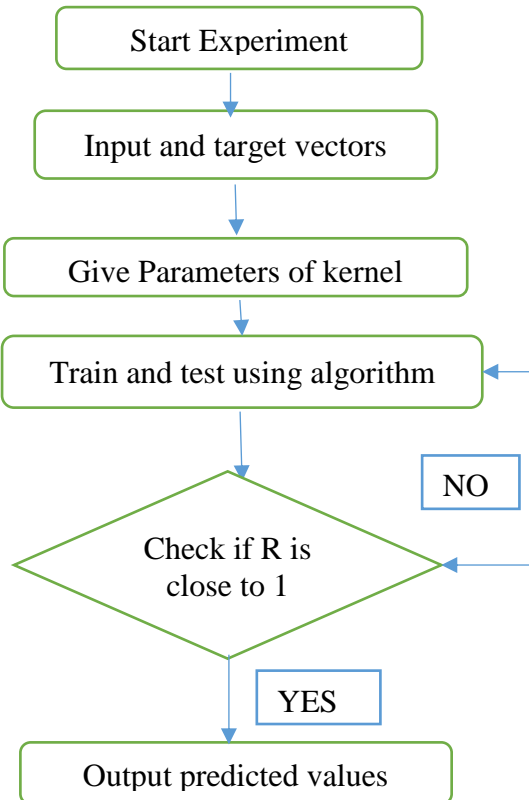 Start Experiment
Input and target vectors
Give Parameters of kernel
Train and test using algorithm
NO
Check if R is
close to 1
YES
Output predicted values